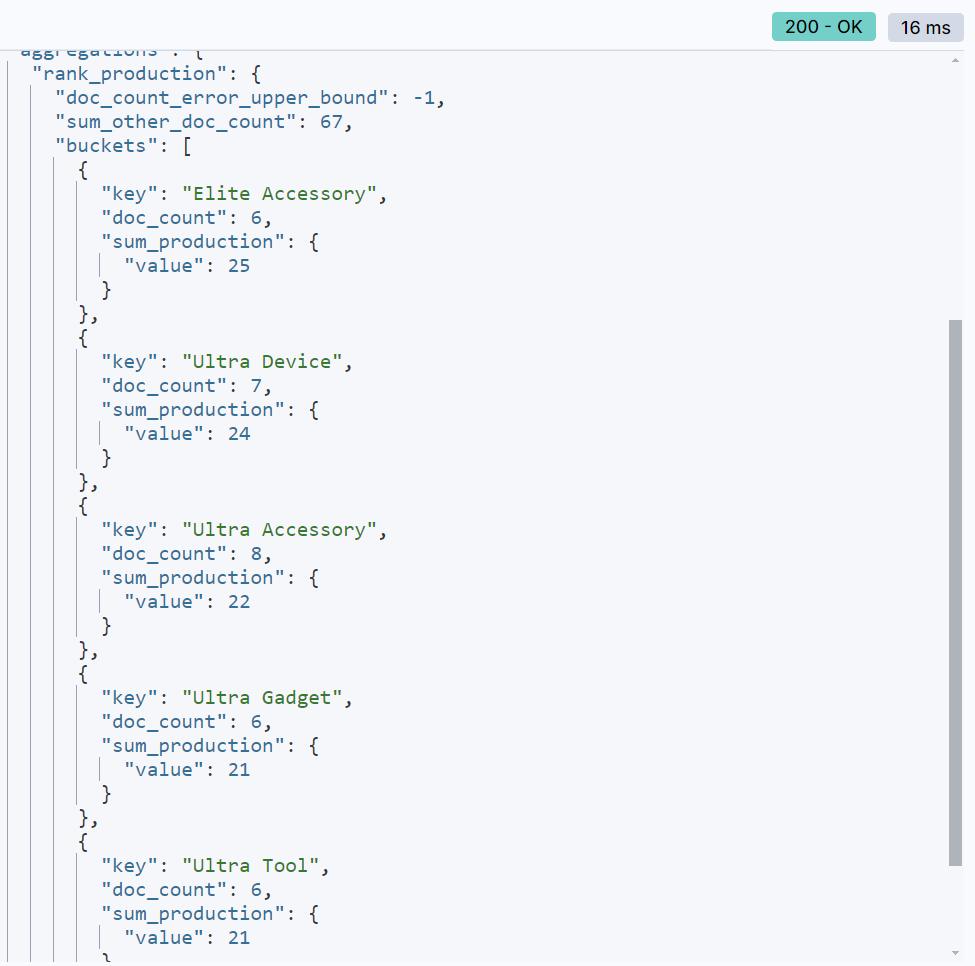 200 - OK
16 ms
aggregations": {
"rank_production": {
"doc_count_error_upper_bound": -1,
"sum_other_doc_count": 67,
"buckets": [
{
"key": "Elite Accessory",
"doc_count": 6,
"sum_production": {
"value": 25
}
},
{
"key": "Ultra Device",
"doc_count": 7,
"sum_production": {
"value": 24
}
},
{
"key": "Ultra Accessory",
"doc_count": 8,
"sum_production": {
"value": 22
}
},
{
"key": "Ultra Gadget",
"doc_count": 6,
"sum_production": {
"value": 21
}
},
{
"key": "Ultra Tool",
"doc_count": 6,
"sum_production": {
"value": 21
}